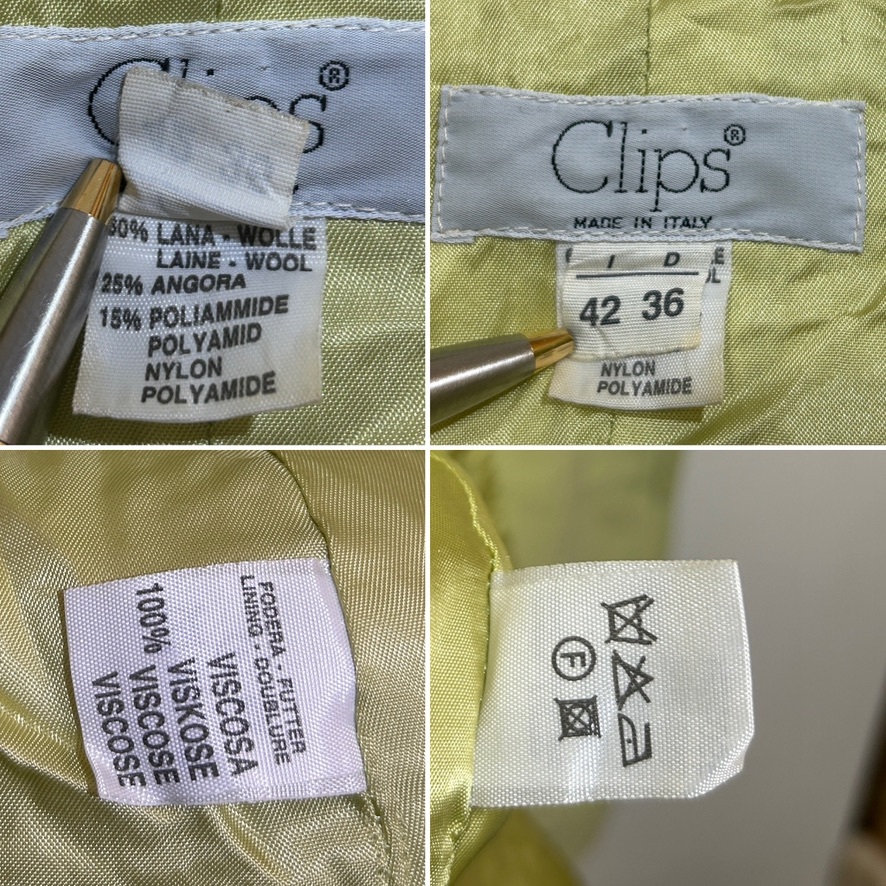 Clips®
60% LANA - WOLLE
LAINE - WOOL
25% ANGORA
15% POLIAMMIDE
POLYAMID
NYLON
POLYAMIDE
Clips®
MADE IN ITALY
I D
42 36
NYLON
POLYAMIDE
FODERA - FUTTER
LINING - DOUBLURE
VISCOSA
VISKOSE
100% VISCOSE
VISCOSE
F